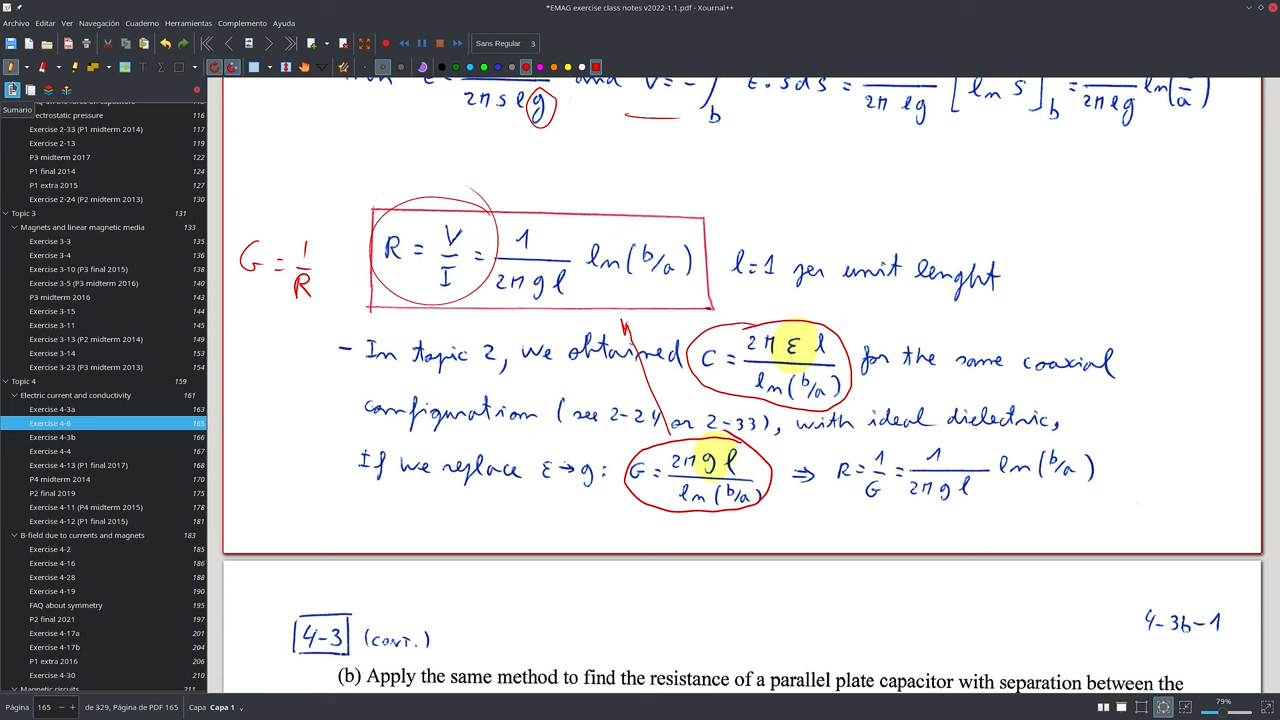 *EMAG exercise class notes v2022-1.1.pdf - Xournal++
Archivo Editar Ver Navegación Cuaderno Herramientas Complemento Ayuda
Sans Regular 3
Sumario
Electrostatic pressure 116
Exercise 2-33 (P1 midterm 2014) 117
Exercise 2-13 119
P3 midterm 2017 122
P1 final 2014 124
P1 extra 2015 127
Exercise 2-24 (P2 midterm 2013) 130
Topic 3 131
Magnets and linear magnetic media 133
Exercise 3-3 135
Exercise 3-4 136
Exercise 3-10 (P3 final 2015) 138
Exercise 3-5 (P3 midterm 2016) 141
P3 midterm 2016 143
Exercise 3-15 144
Exercise 3-11 145
Exercise 3-13 (P3 midterm 2014) 149
Exercise 3-14 153
Exercise 3-23 (P3 midterm 2013) 154
Topic 4 159
Electric current and conductivity 161
Exercise 4-3a 163
Exercise 4-6 165
Exercise 4-3b 166
Exercise 4-4 167
Exercise 4-13 (P1 final 2017) 168
P4 midterm 2014 170
P2 final 2019 175
Exercise 4-11 (P4 midterm 2015) 178
Exercise 4-12 (P1 final 2015) 181
B-field due to currents and magnets 183
Exercise 4-2 185
Exercise 4-16 186
Exercise 4-28 188
Exercise 4-19 190
FAQ about symmetry 195
P2 final 2021 197
Exercise 4-17a 201
Exercise 4-17b 204
P1 extra 2016 206
Exercise 4-30 210
Magnetic circuits 211
2π s l g and V = - ∫ b E · s ds = 2π l g [ln s] b = 2π l g ln( a )
G = 1/R R = V/I = 1/(2π g l) ln(b/a) l=1 per unit lenght
- In topic 2, we obtained C = 2π ε l / ln(b/a) for the same coaxial
configuration (see 2-24 or 2-33), with ideal dielectric,
If we replace ε → g: G = 2π g l / ln(b/a) ⇒ R = 1/G = 1/(2π g l) ln(b/a)
4-3 (CONT.) 4-3b-1
(b) Apply the same method to find the resistance of a parallel plate capacitor with separation between the
Página 165 de 329, Página de PDF 165 Capa Capa 1 79%